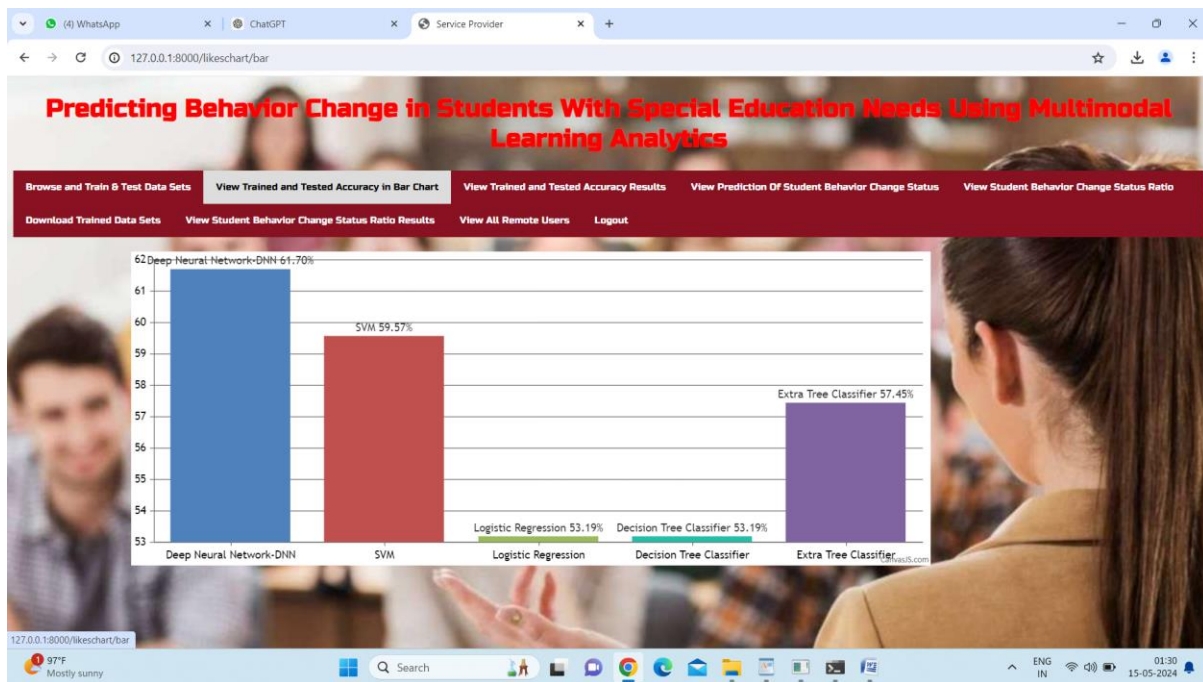 (4) WhatsApp
ChatGPT
Service Provider
127.0.0.1:8000/likeschart/bar
Predicting Behavior Change in Students With Special Education Needs Using Multimodal
Learning Analytics
Browse and Train & Test Data Sets View Trained and Tested Accuracy in Bar Chart View Trained and Tested Accuracy Results View Prediction Of Student Behavior Change Status View Student Behavior Change Status Ratio
Download Trained Data Sets View Student Behavior Change Status Ratio Results View All Remote Users Logout
62
Deep Neural Network-DNN 61.70%
61
60
SVM 59.57%
59
58
Extra Tree Classifier 57.45%
57
56
55
54
Logistic Regression 53.19% Decision Tree Classifier 53.19%
53
Deep Neural Network-DNN SVM Logistic Regression Decision Tree Classifier Extra Tree Classifier
CanvasJS.com
127.0.0.1:8000/likeschart/bar
1
97°F
Mostly sunny
Search
ENG
IN
01:30
15-05-2024